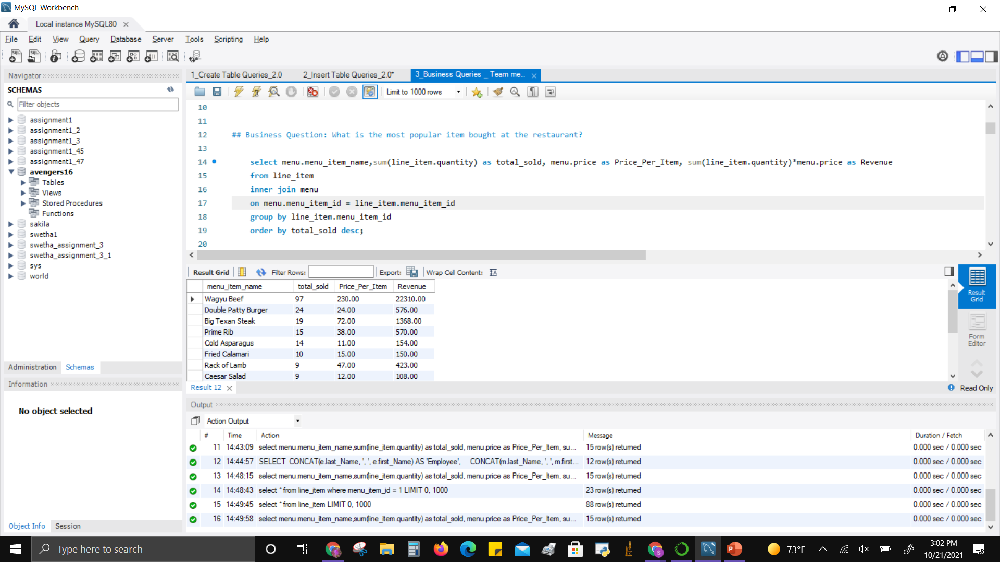 MySQL Workbench
Local instance MySQL80
File Edit View Query Database Server Tools Scripting Help
Navigator
SCHEMAS
Filter objects
assignment1
assignment1_2
assignment1_3
assignment1_45
assignment1_47
avengers16
Tables
Views
Stored Procedures
Functions
sakila
swetha1
swetha_assignment_3
swetha_assignment_3_1
sys
world
Administration Schemas
Information
No object selected
Object Info Session
1_Create Table Queries_2.0 2_Insert Table Queries_2.0* 3_Business Queries _ Team me...
Limit to 1000 rows
10
11
12 ## Business Question: What is the most popular item bought at the restaurant?
13
14 select menu.menu_item_name,sum(line_item.quantity) as total_sold, menu.price as Price_Per_Item, sum(line_item.quantity)*menu.price as Revenue
15 from line_item
16 inner join menu
17 on menu.menu_item_id = line_item.menu_item_id
18 group by line_item.menu_item_id
19 order by total_sold desc;
20
Result Grid Filter Rows: Export: Wrap Cell Content:
menu_item_name total_sold Price_Per_Item Revenue
Wagyu Beef 97 230.00 22310.00
Double Patty Burger 24 24.00 576.00
Big Texan Steak 19 72.00 1368.00
Prime Rib 15 38.00 570.00
Cold Asparagus 14 11.00 154.00
Fried Calamari 10 15.00 150.00
Rack of Lamb 9 47.00 423.00
Caesar Salad 9 12.00 108.00
Result
Grid
Form
Editor
Result 12
Read Only
Output
Action Output
# Time Action Message Duration / Fetch
11 14:43:09 select menu.menu_item_name,sum(line_item.quantity) as total_sold, menu.price as Price_Per_Item, su... 15 row(s) returned 0.000 sec / 0.000 sec
12 14:44:57 SELECT CONCAT(e.last_Name, ', ', e.first_Name) AS 'Employee', CONCAT(m.last_Name, ', ', m.first... 12 row(s) returned 0.000 sec / 0.000 sec
13 14:48:15 select menu.menu_item_name,sum(line_item.quantity) as total_sold, menu.price as Price_Per_Item, su... 15 row(s) returned 0.000 sec / 0.000 sec
14 14:48:43 select * from line_item where menu_item_id = 1 LIMIT 0, 1000 23 row(s) returned 0.000 sec / 0.000 sec
15 14:49:45 select * from line_item LIMIT 0, 1000 88 row(s) returned 0.000 sec / 0.000 sec
16 14:49:58 select menu.menu_item_name,sum(line_item.quantity) as total_sold, menu.price as Price_Per_Item, su... 15 row(s) returned 0.000 sec / 0.000 sec
Type here to search
73°F
3:02 PM
10/21/2021